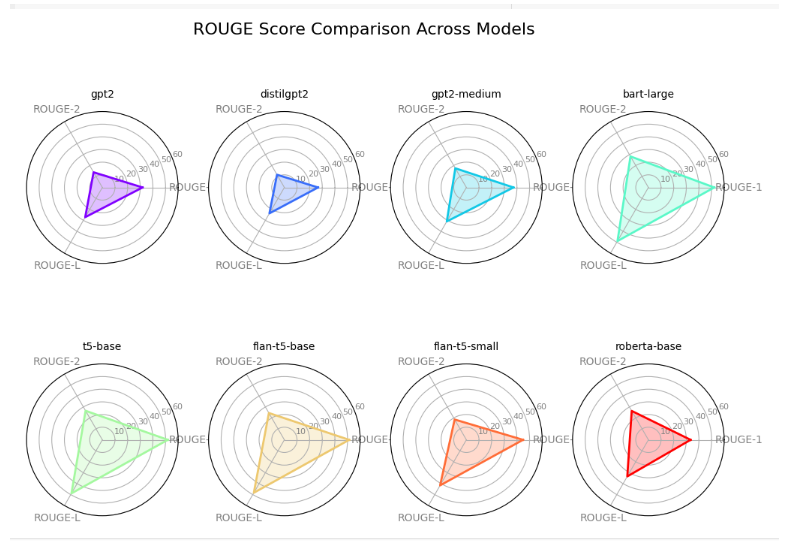 ROUGE Score Comparison Across Models
gpt2
ROUGE-2
10 20 30 40 50 60
ROUGE-
ROUGE-L
distilgpt2
ROUGE-2
10 20 30 40 50 60
ROUGE-
ROUGE-L
gpt2-medium
ROUGE-2
10 20 30 40 50 60
ROUGE-
ROUGE-L
bart-large
ROUGE-2
10 20 30 40 50 60
ROUGE-1
ROUGE-L
t5-base
ROUGE-2
10 20 30 40 50 60
ROUGE-
ROUGE-L
flan-t5-base
ROUGE-2
10 20 30 40 50 60
ROUGE-
ROUGE-L
flan-t5-small
ROUGE-2
10 20 30 40 50 60
ROUGE-
ROUGE-L
roberta-base
ROUGE-2
10 20 30 40 50 60
ROUGE-1
ROUGE-L